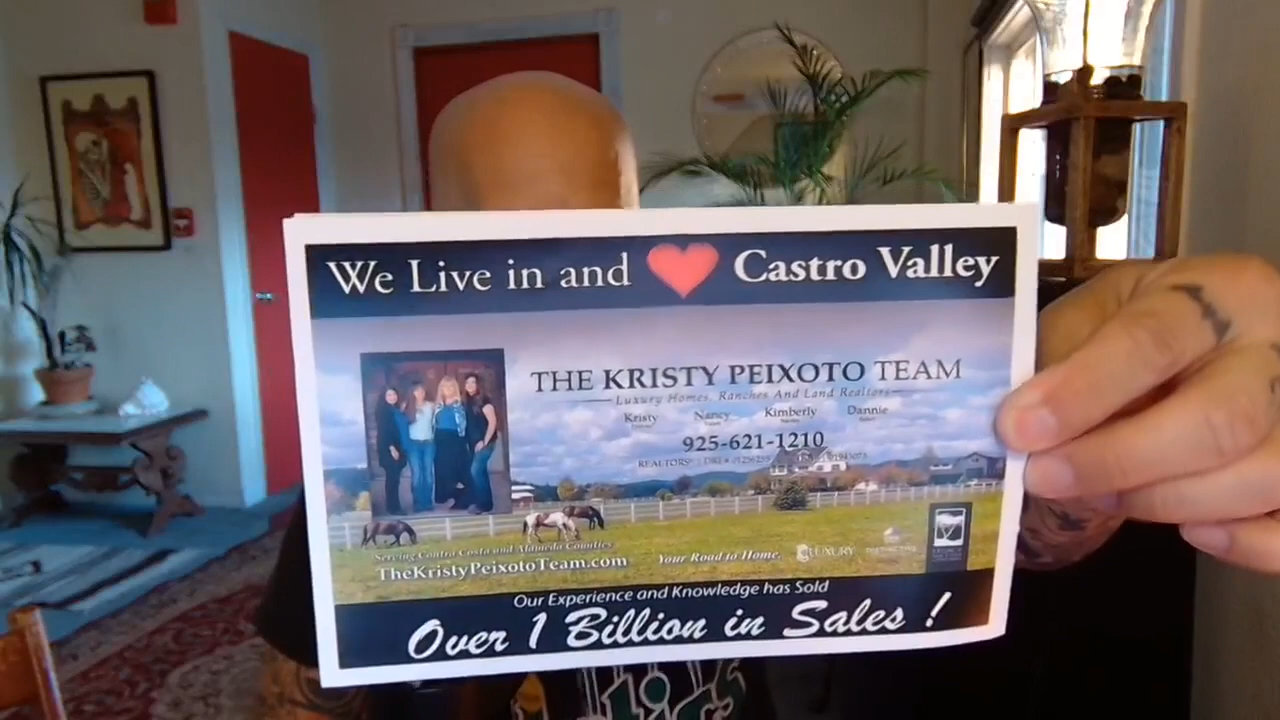 We Live in and Castro Valley
THE KRISTY PEIXOTO TEAM
Luxury Homes, Ranches And Land Realtors
Kristy Nancy Kimberly Dannie
925-621-1210
REALTORS®
Serving Contra Costa and Alameda Counties
TheKristyPeixotoTeam.com
Your Road to Home.
LUXURY
Our Experience and Knowledge has Sold
Over 1 Billion in Sales !